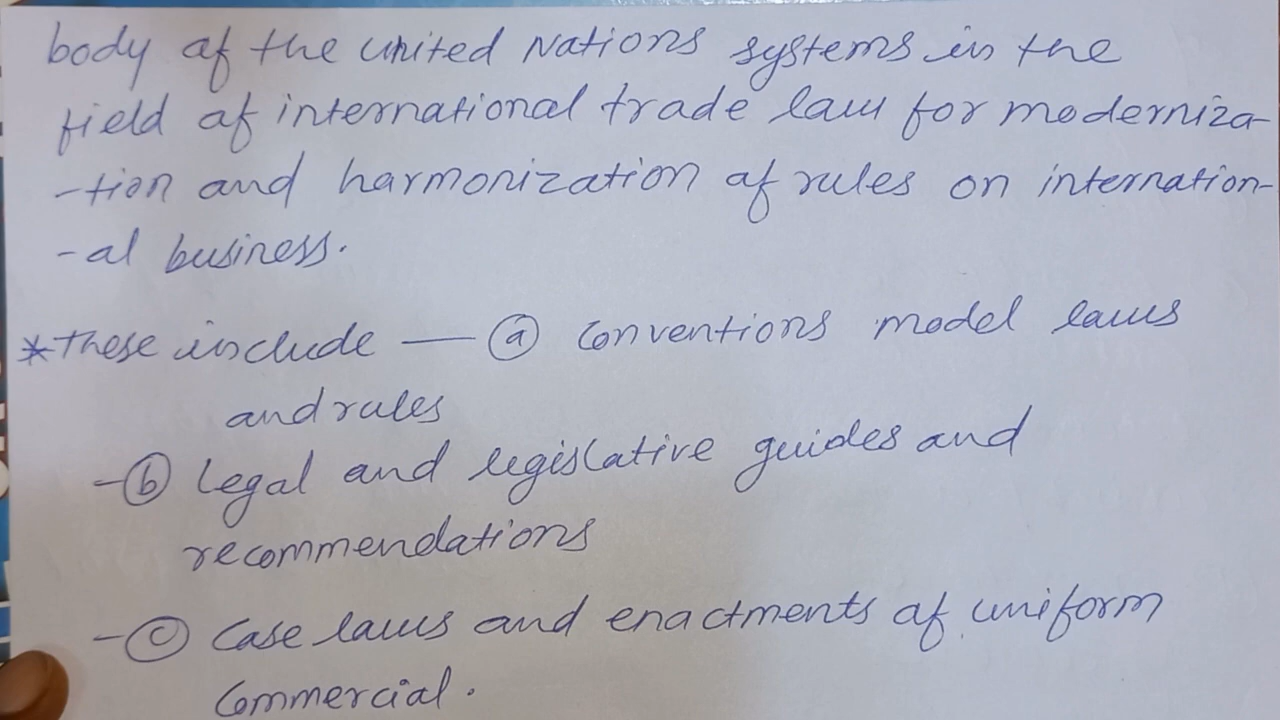 body of the United Nations systems in the
field of international trade law for moderniza-
-tion and harmonization of rules on internation-
-al business.
*These include — ⓐ Conventions model laws
and rules
-ⓑ Legal and legislative guides and
recommendations
-ⓒ Case laws and enactments of uniform
Commercial.